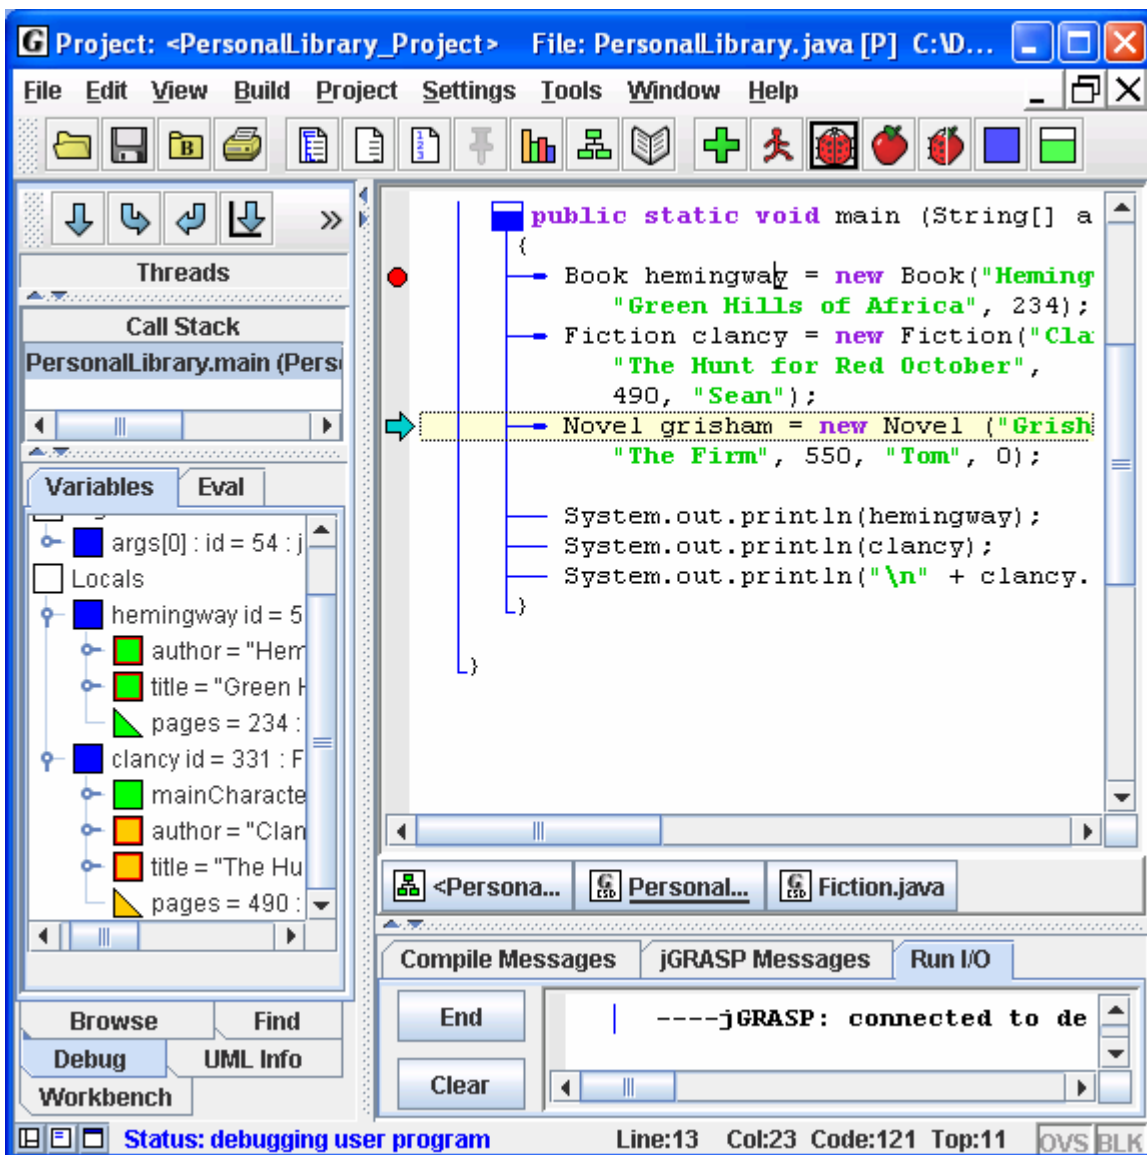 Project: <PersonalLibrary_Project> File: PersonalLibrary.java [P] C:\D...
File Edit View Build Project Settings Tools Window Help
Threads
Call Stack
PersonalLibrary.main (Pers
Variables Eval
args[0] : id = 54 : j
Locals
hemingway id = 5
author = "Hem
title = "Green H
pages = 234 :
clancy id = 331 : F
mainCharacte
author = "Clan
title = "The Hu
pages = 490 :
Browse Find
Debug UML Info
Workbench
public static void main (String[] a
{
Book hemingway = new Book("Heming
"Green Hills of Africa", 234);
Fiction clancy = new Fiction("Cla
"The Hunt for Red October",
490, "Sean");
Novel grisham = new Novel ("Grish
"The Firm", 550, "Tom", 0);
System.out.println(hemingway);
System.out.println(clancy);
System.out.println("\n" + clancy.
}
}
<Persona... Personal... Fiction.java
Compile Messages jGRASP Messages Run I/O
End
Clear
----jGRASP: connected to de
Status: debugging user program Line:13 Col:23 Code:121 Top:11 OVS BLK